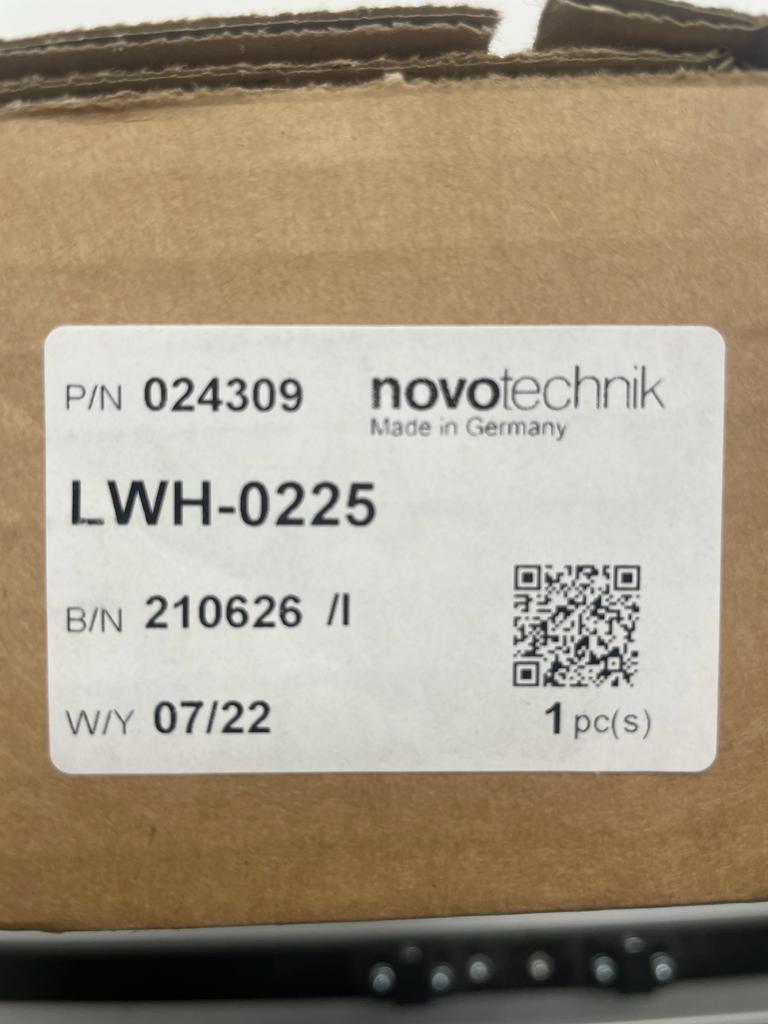 P/N 024309 novotechnik
Made in Germany
LWH-0225
B/N 210626 /I
W/Y 07/22 1 pc(s)